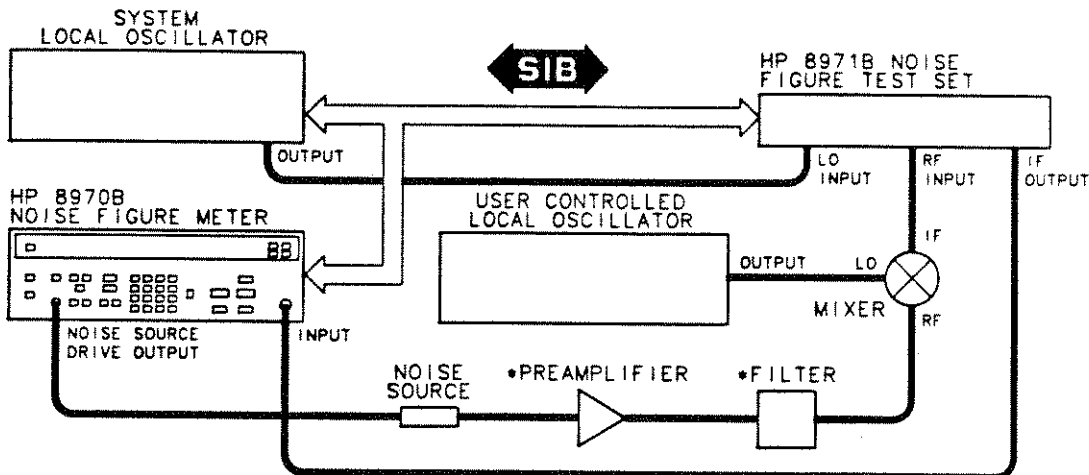 SYSTEM
LOCAL OSCILLATOR
SIB
HP 8971B NOISE
FIGURE TEST SET
OUTPUT
LO
INPUT
RF
INPUT
IF
OUTPUT
HP 8970B
NOISE FIGURE METER
88
USER CONTROLLED
LOCAL OSCILLATOR
IF
OUTPUT
LO
MIXER
RF
NOISE SOURCE
DRIVE OUTPUT
INPUT
NOISE
SOURCE
*PREAMPLIFIER
*FILTER